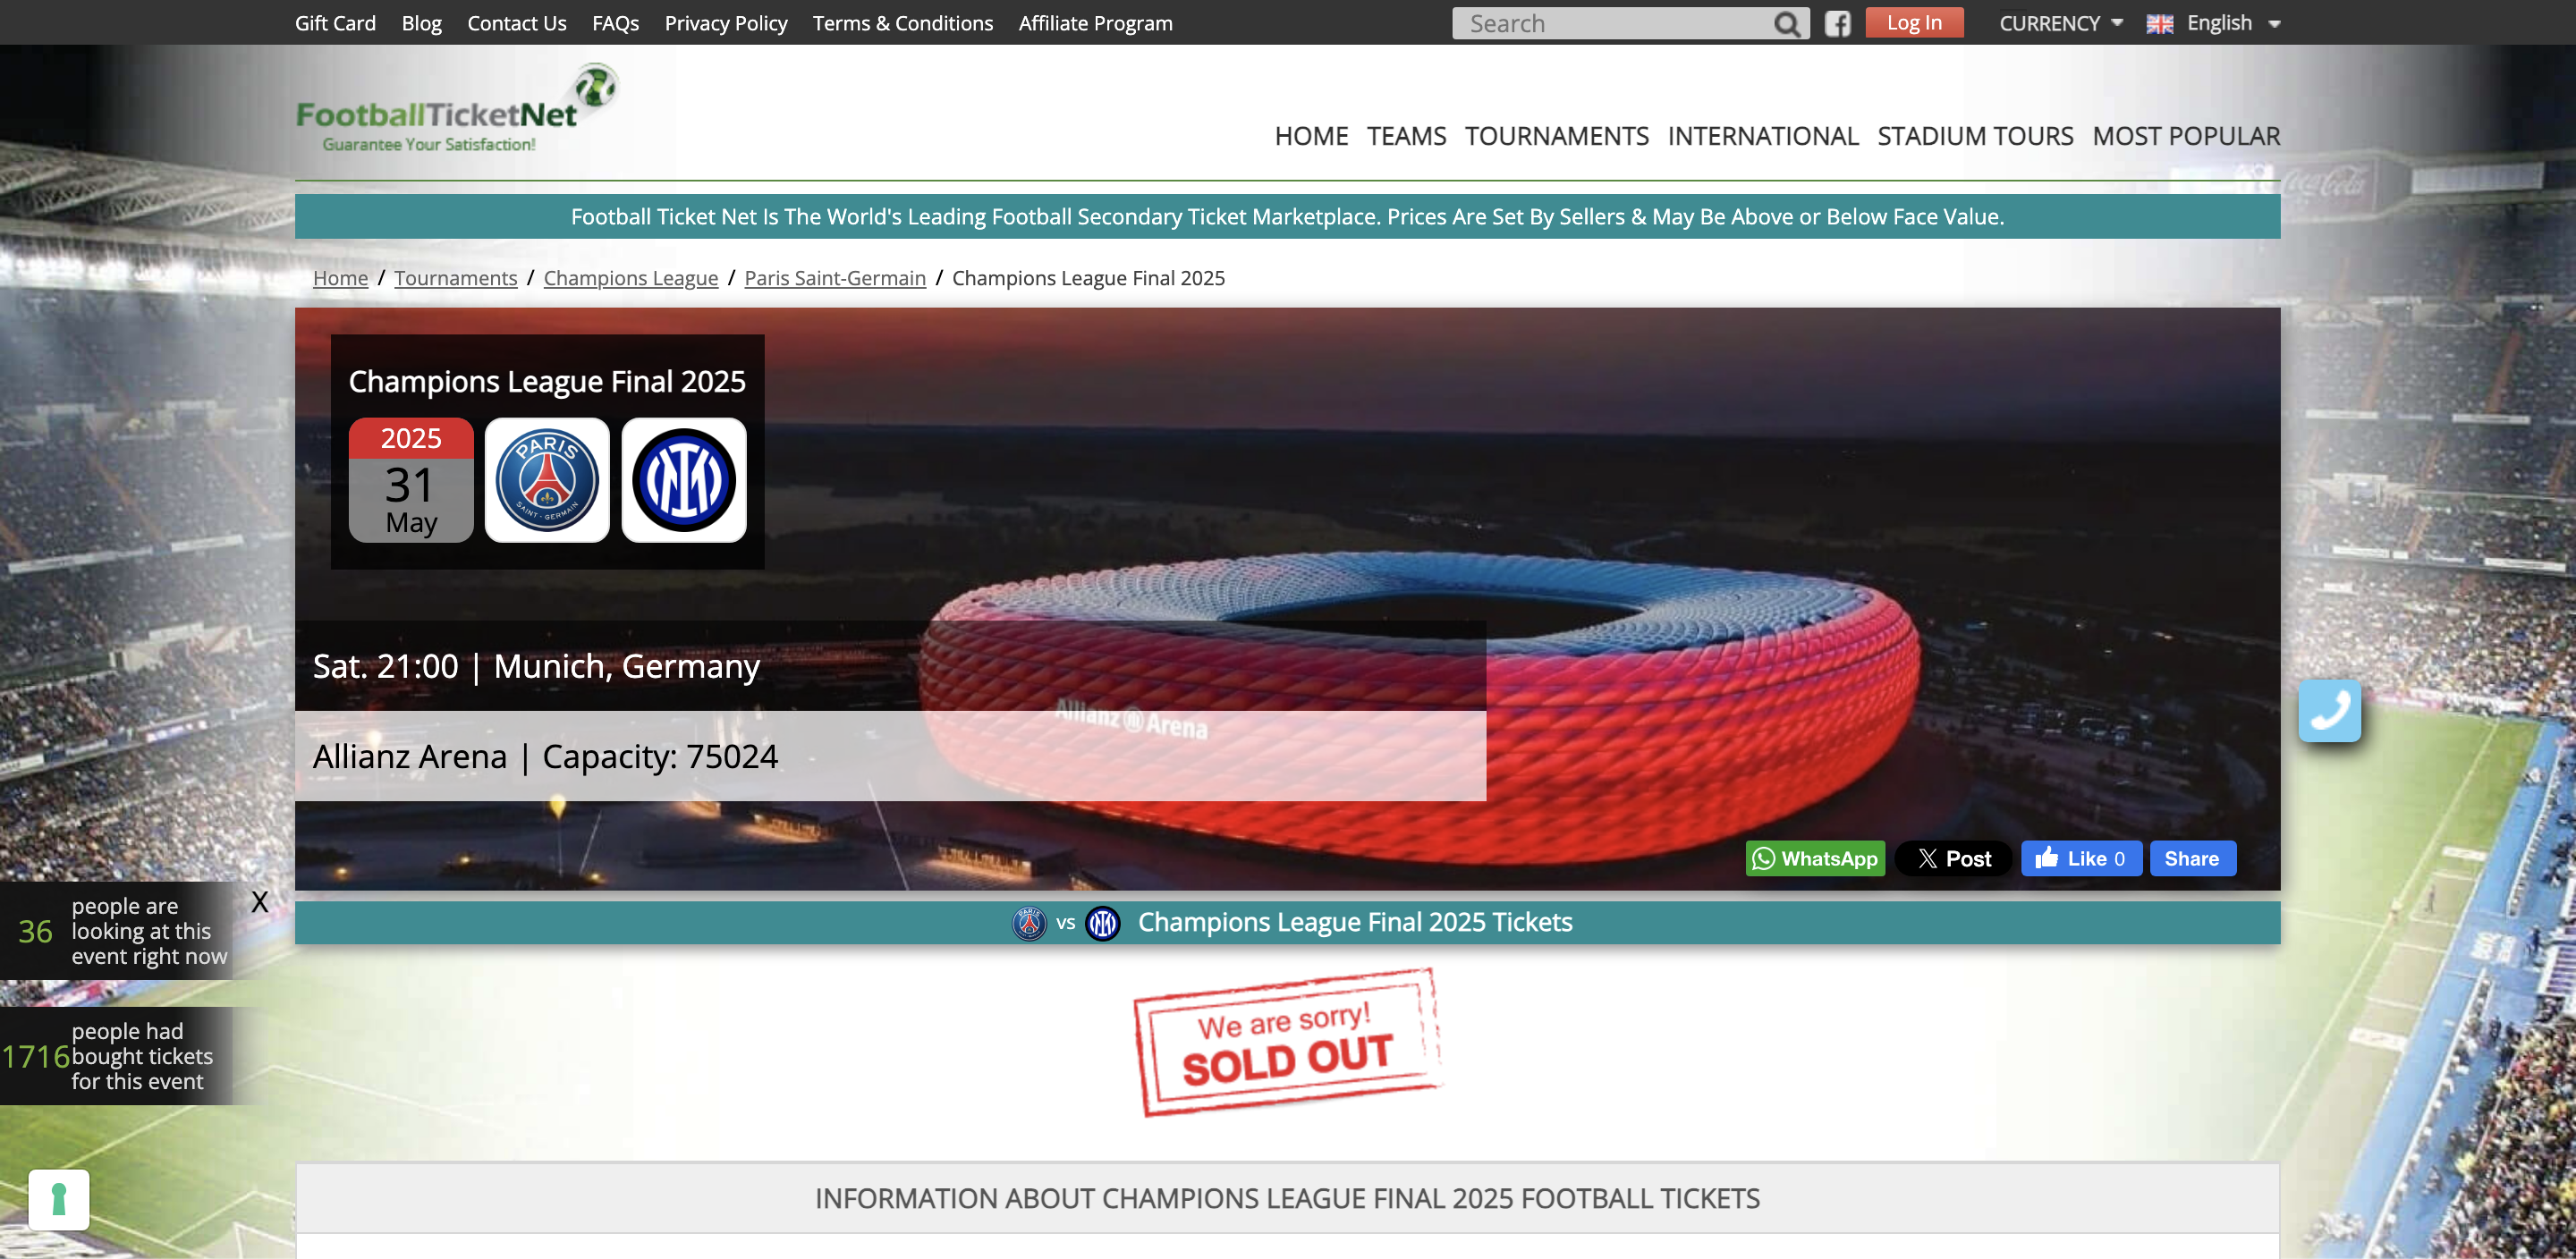 Gift Card Blog Contact Us FAQs Privacy Policy Terms & Conditions Affiliate Program Search Log In CURRENCY English
FootballTicketNet
Guarantee Your Satisfaction!
HOME TEAMS TOURNAMENTS INTERNATIONAL STADIUM TOURS MOST POPULAR
Coca-Cola
Football Ticket Net Is The World's Leading Football Secondary Ticket Marketplace. Prices Are Set By Sellers & May Be Above or Below Face Value.
Home / Tournaments / Champions League / Paris Saint-Germain / Champions League Final 2025
Champions League Final 2025
2025
31
May
PARIS
SAINT-GERMAIN
Sat. 21:00 | Munich, Germany
Allianz Arena
Allianz Arena | Capacity: 75024
WhatsApp Post Like 0 Share
36 people are
looking at this
event right now
X
PARIS vs Champions League Final 2025 Tickets
1716 people had
bought tickets
for this event
We are sorry!
SOLD OUT
INFORMATION ABOUT CHAMPIONS LEAGUE FINAL 2025 FOOTBALL TICKETS